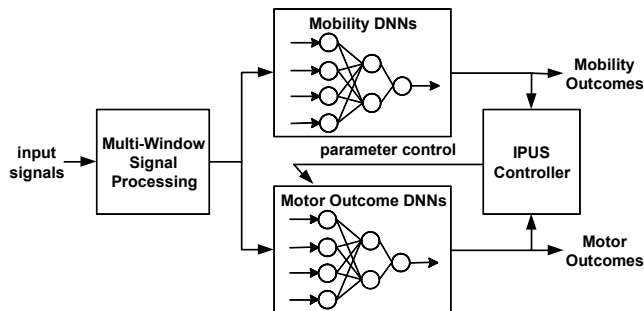 Mobility DNNs
Mobility
Outcomes
input
signals
Multi-Window
Signal
Processing
parameter control
IPUS
Controller
Motor Outcome DNNs
Motor
Outcomes